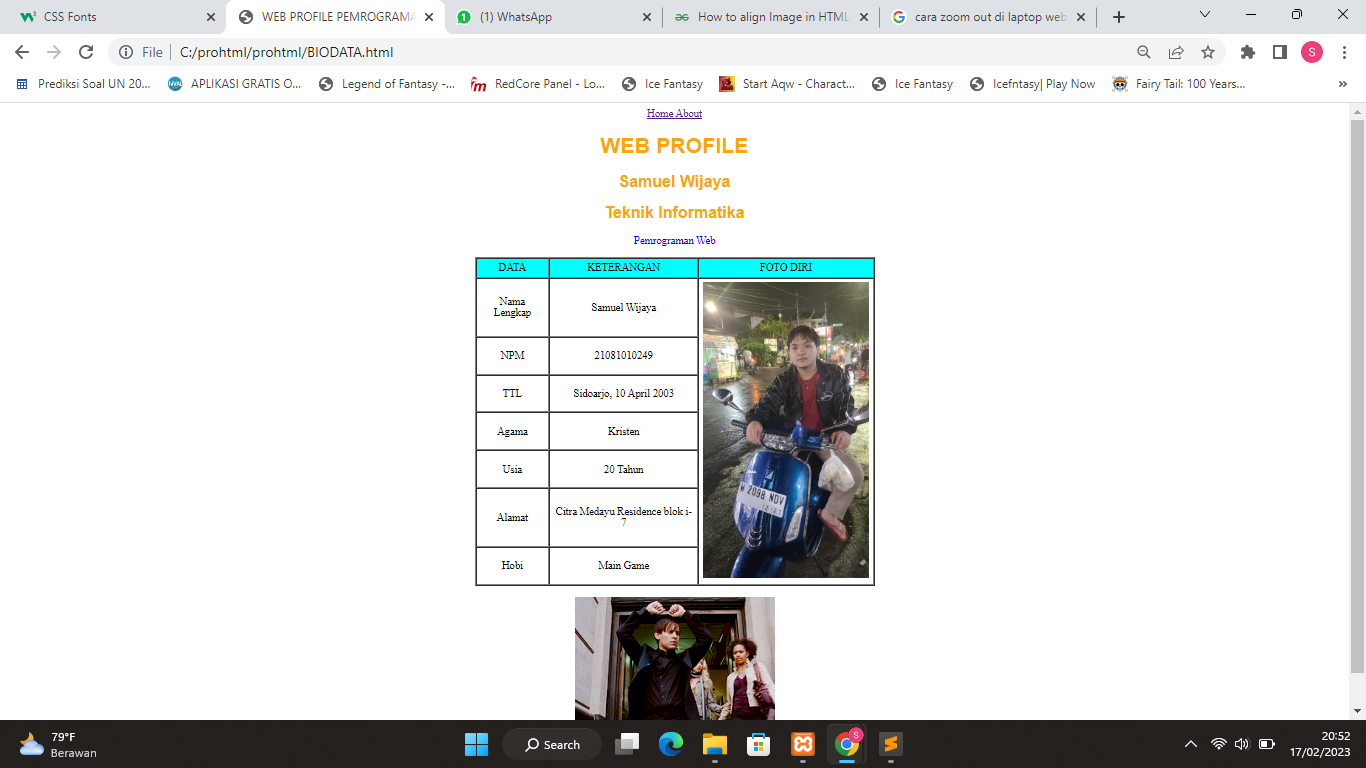 CSS Fonts
WEB PROFILE PEMROGRAMA
(1) WhatsApp
How to align Image in HTML
cara zoom out di laptop web
File
C:/prohtml/prohtml/BIODATA.html
S
Prediksi Soal UN 20...
APLIKASI GRATIS O...
Legend of Fantasy -...
RedCore Panel - Lo...
Ice Fantasy
Start Aqw - Charact...
Ice Fantasy
Icefntasy| Play Now
Fairy Tail: 100 Years...
»
Home About
WEB PROFILE
Samuel Wijaya
Teknik Informatika
Pemrograman Web
DATA KETERANGAN FOTO DIRI
Nama
Lengkap
Samuel Wijaya
NPM 21081010249
TTL Sidoarjo, 10 April 2003
Agama Kristen
Usia 20 Tahun
Alamat
Citra Medayu Residence blok i-
7
Hobi Main Game
W 2098 NDV
79°F
Berawan
Search
S
20:52
17/02/2023